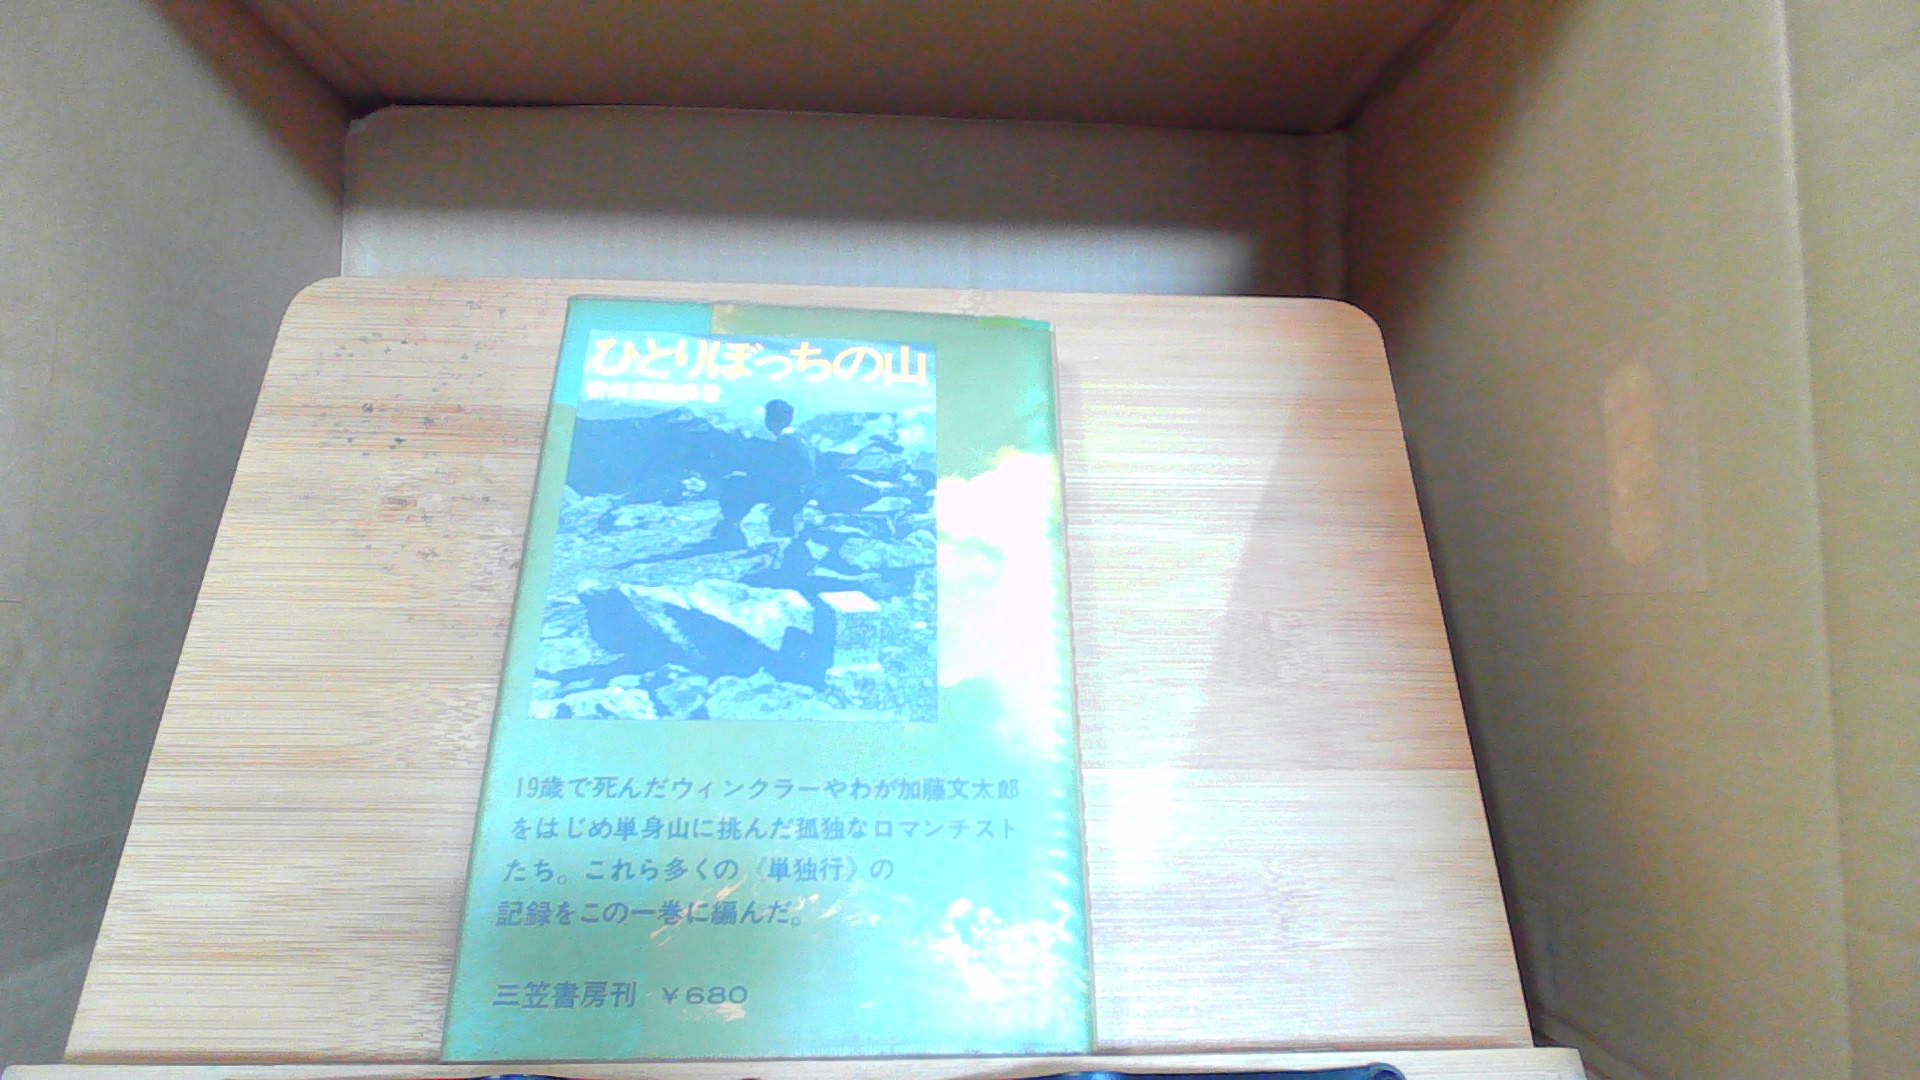 ひとりぼっちの山
19歳で死んだウィンクラーやわが加藤文太郎
をはじめ単身山に挑んだ孤独なロマンチスト
たち。これら多くの《単独行》の
記録をこの一巻に編んだ。
三笠書房刊 ¥680